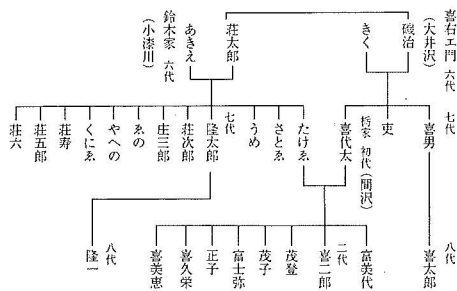 喜右エ門 六代
(大井沢)
礒治
きく
荘太郎
あきえ
鈴木家 六代
(小漆川)
七代
喜男
吏
栃家 初代(間沢)
喜代太
たけゑ
さとゑ
うめ
七代
隆太郎
荘次郎
庄三郎
ゑの
やへの
くにゑ
荘寿
荘五郎
荘六
八代
喜太郎
富美代
二代
喜二郎
茂登
茂子
富士弥
正子
喜久栄
喜美恵
八代
隆一